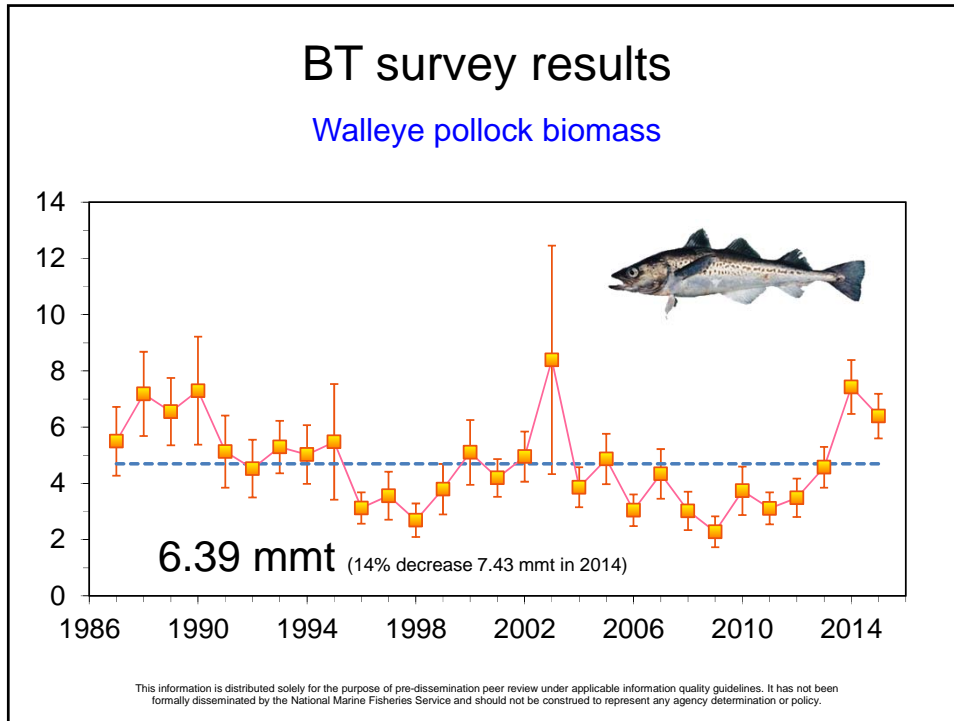 BT survey results
Walleye pollock biomass
14
12
10
8
6
4
2
0
6.39 mmt (14% decrease 7.43 mmt in 2014)
1986 1990 1994 1998 2002 2006 2010 2014
This information is distributed solely for the purpose of pre-dissemination peer review under applicable information quality guidelines. It has not been
formally disseminated by the National Marine Fisheries Service and should not be construed to represent any agency determination or policy.